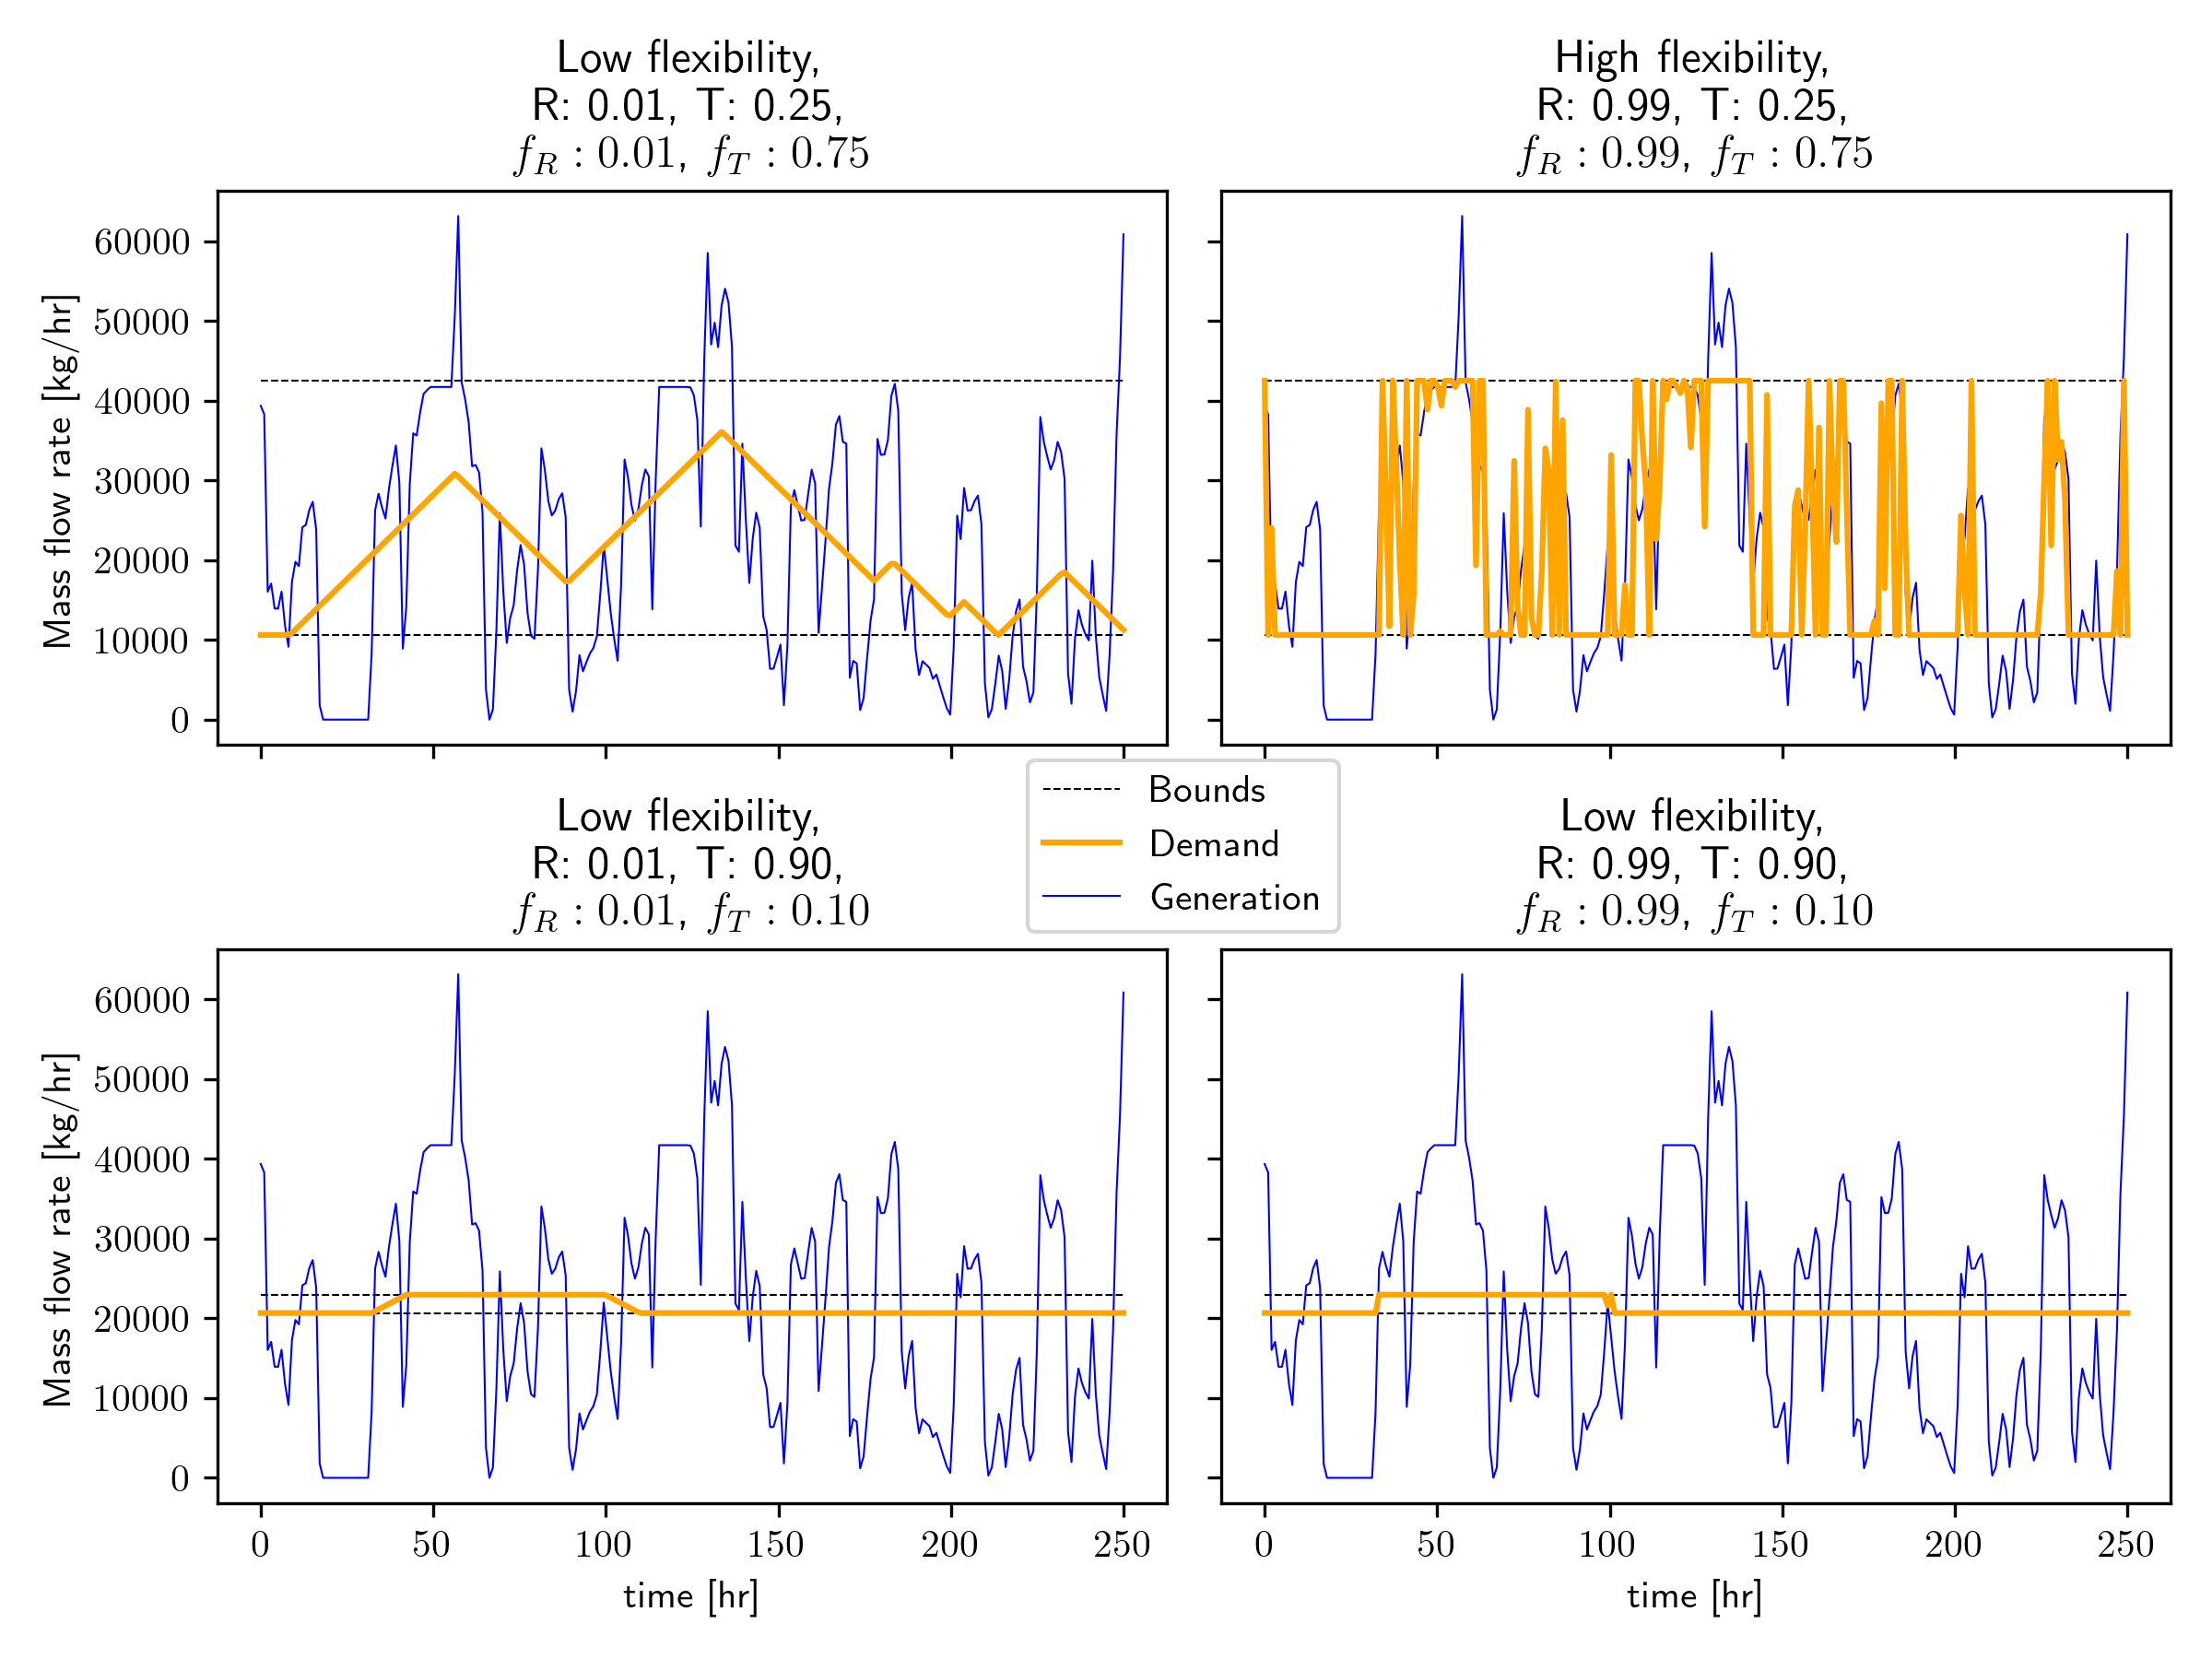 Low flexibility,
R: 0.01, T: 0.25,
f_R : 0.01, f_T : 0.75
High flexibility,
R: 0.99, T: 0.25,
f_R : 0.99, f_T : 0.75
Mass flow rate [kg/hr]
60000
50000
40000
30000
20000
10000
0
Bounds
Demand
Generation
Low flexibility,
R: 0.01, T: 0.90,
f_R : 0.01, f_T : 0.10
Low flexibility,
R: 0.99, T: 0.90,
f_R : 0.99, f_T : 0.10
Mass flow rate [kg/hr]
60000
50000
40000
30000
20000
10000
0
0 50 100 150 200 250
time [hr]
0 50 100 150 200 250
time [hr]